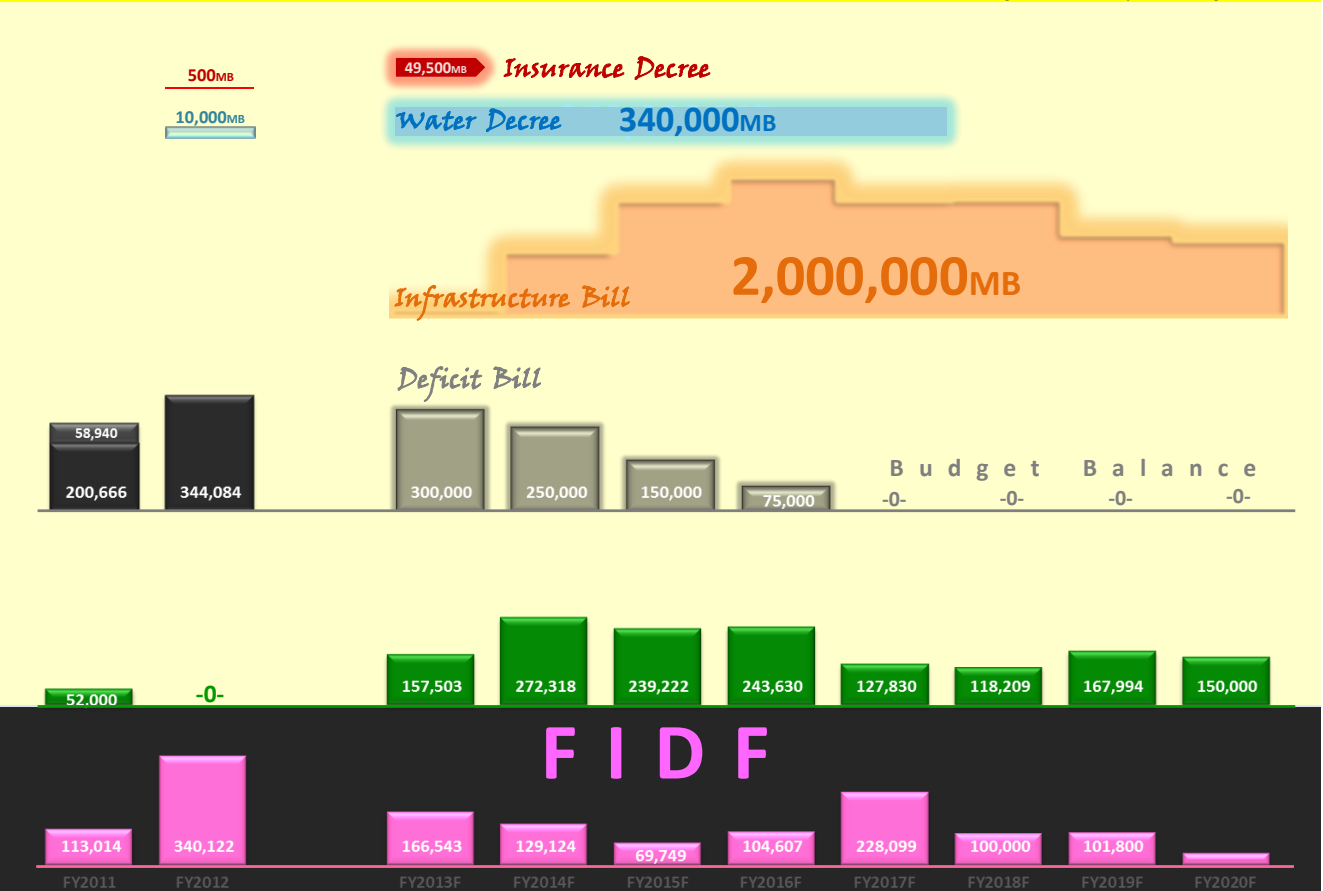 500MB
49,500MB Insurance Decree
10,000MB
Water Decree 340,000MB
2,000,000MB
Infrastructure Bill
Deficit Bill
58,940
Budget Balance
200,666 344,084 300,000 250,000 150,000 75,000 -0- -0- -0- -0-
52,000 -0- 157,503 272,318 239,222 243,630 127,830 118,209 167,994 150,000
FIDF
113,014 340,122 166,543 129,124 69,749 104,607 228,099 100,000 101,800
FY2011 FY2012 FY2013F FY2014F FY2015F FY2016F FY2017F FY2018F FY2019F FY2020F